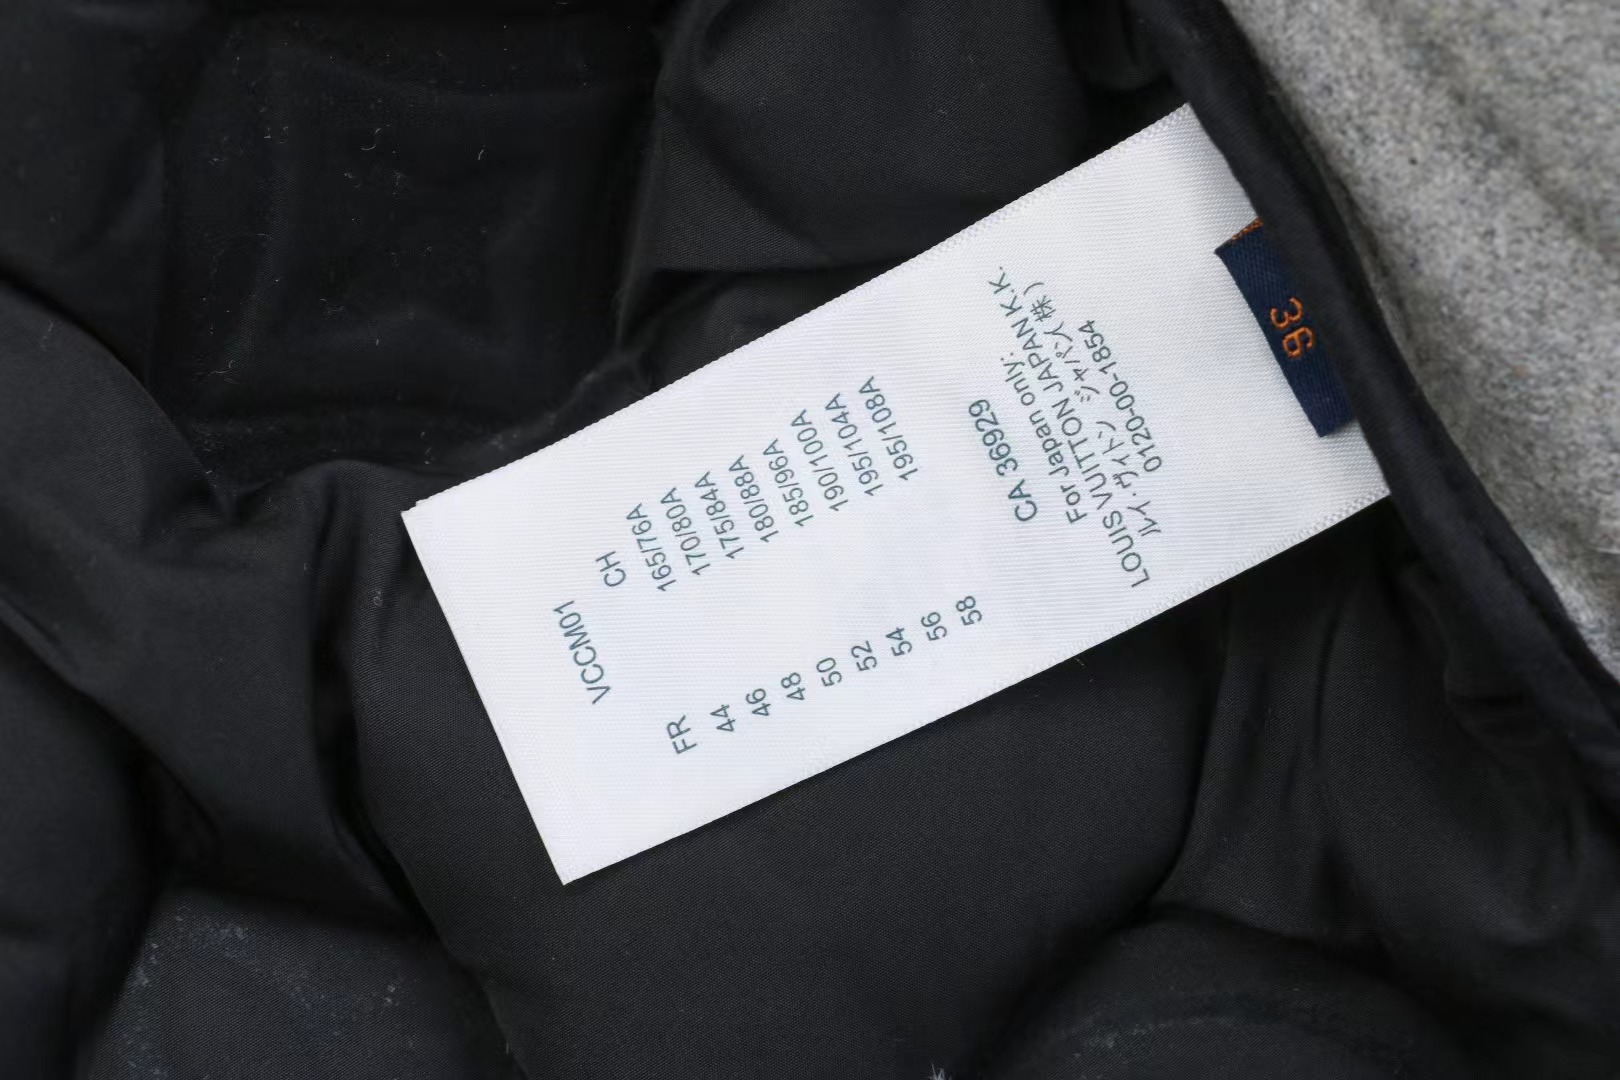 VCCM01
FR CH
44 165/76A
46 170/80A
48 175/84A
50 180/88A
52 185/96A
54 190/100A
56 195/104A
58 195/108A
CA 36929
For Japan only:
LOUIS VUITTON JAPAN K.K.
ルイ・ヴィトン ジャパン(株)
0120-00-1854
36